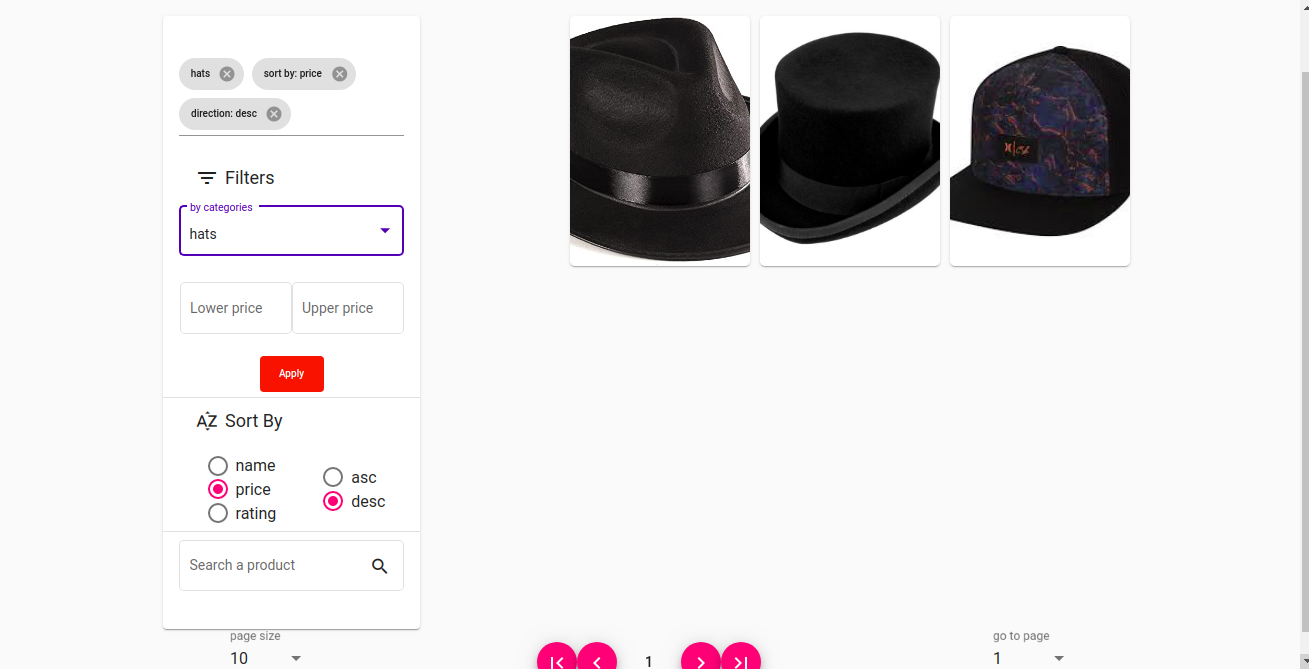 hats
sort by: price
direction: desc
Filters
by categories
hats
Lower price
Upper price
Apply
AZ Sort By
name
price
rating
asc
desc
Search a product
page size
10
1
go to page
1